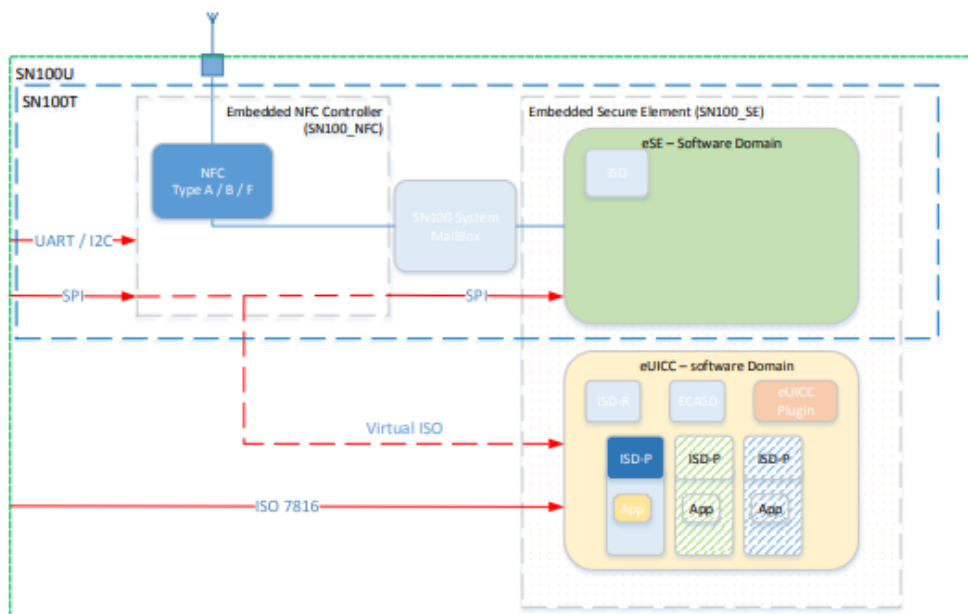 SN100U
SN100T
Embedded NFC Controller
(SN100_NFC)
Embedded Secure Element (SN100_SE)
eSE – Software Domain
NFC
Type A / B / F
ISD
SN100 System
MailBox
UART / I2C
SPI
SPI
eUICC – software Domain
ISD-R
ECASD
eUICC
Plugin
Virtual ISO
ISD-P
ISD-P
ISD-P
ISO 7816
App
App
App